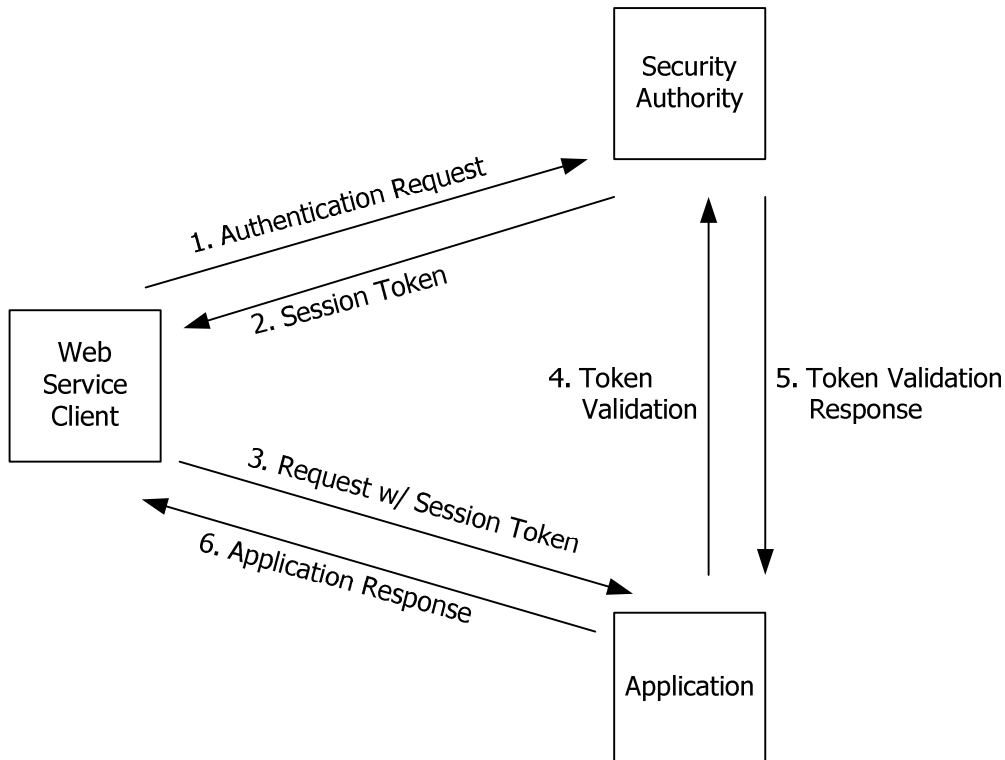 Security
Authority
1. Authentication Request
2. Session Token
Web
Service
Client
4. Token
Validation
5. Token Validation
Response
3. Request w/ Session Token
6. Application Response
Application